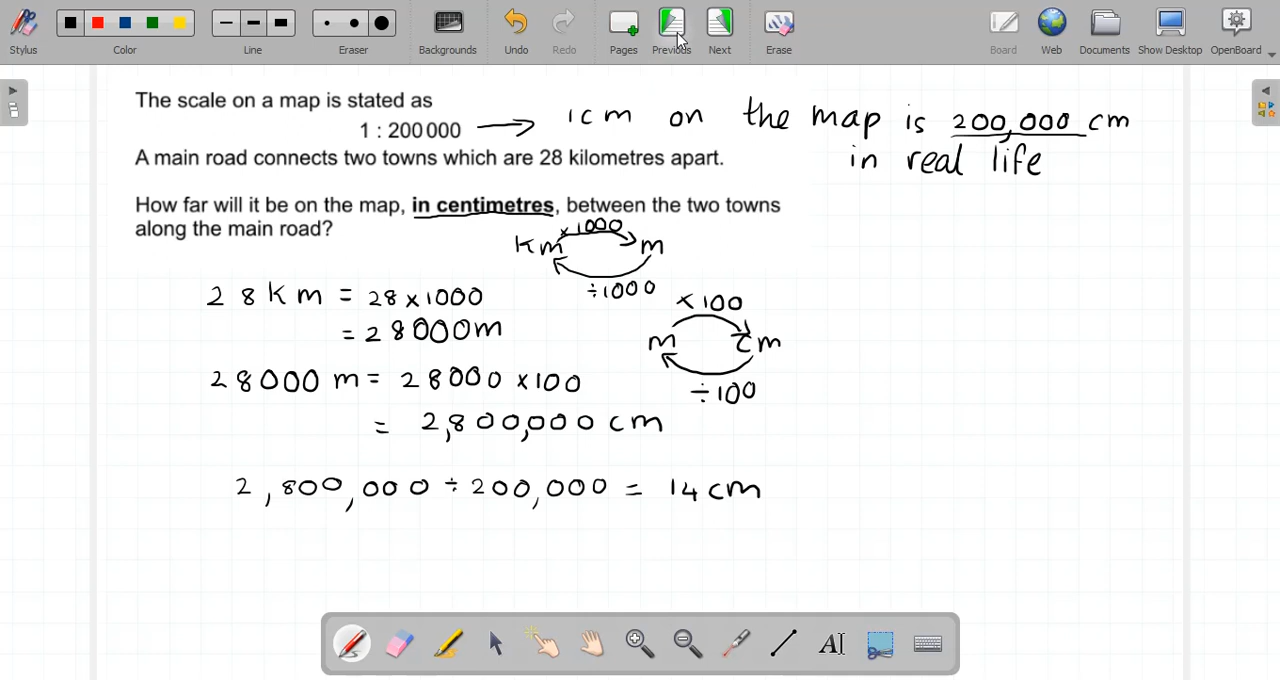 Stylus Color Line Eraser Backgrounds Undo Redo Pages Previous Next Erase Board Web Documents Show Desktop OpenBoard
The scale on a map is stated as
1 : 200 000 → 1cm on the map is 200,000 cm
in real life
A main road connects two towns which are 28 kilometres apart.
How far will it be on the map, in centimetres, between the two towns
along the main road?
×1000
Km m
÷1000
28Km = 28×1000
= 28000m
×100
m cm
÷100
28000 m = 28000 ×100
= 2,800,000 cm
2,800,000 ÷ 200,000 = 14cm
AI